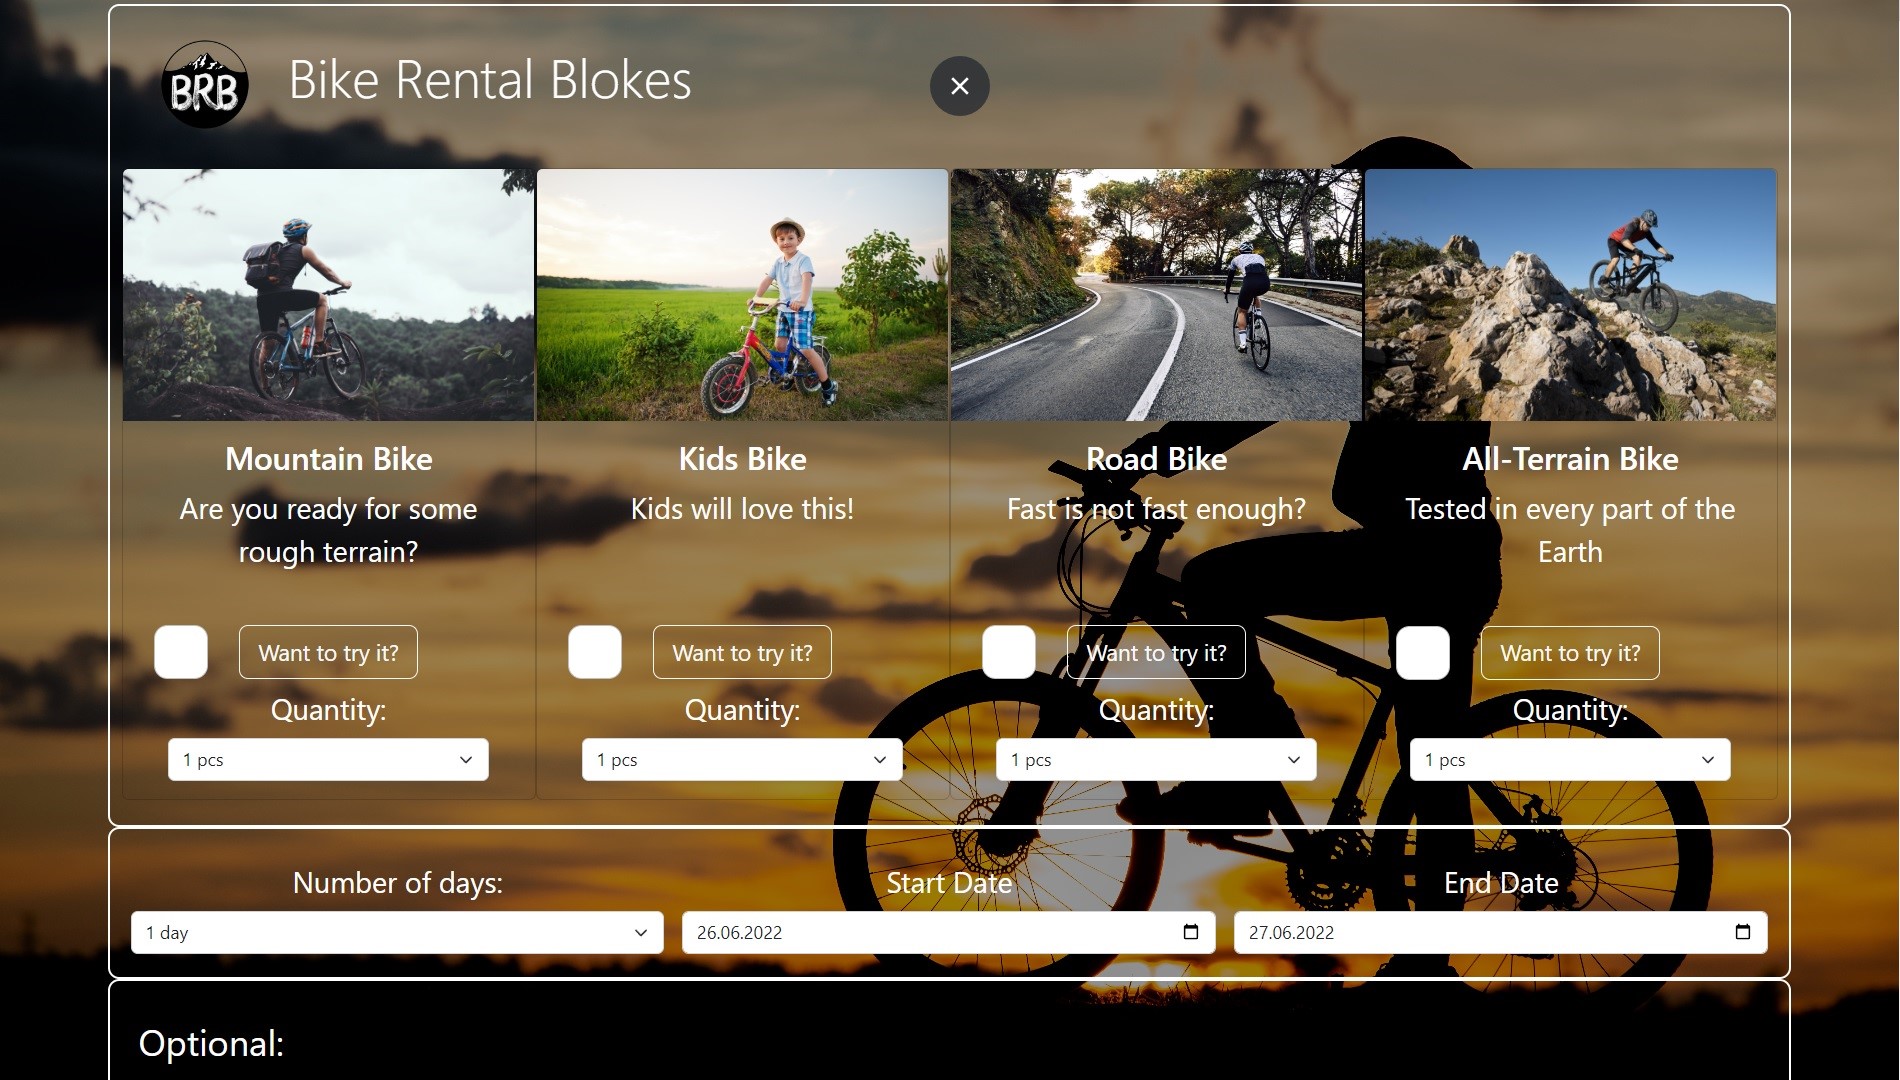 BRB
Bike Rental Blokes
Mountain Bike
Are you ready for some
rough terrain?
Want to try it?
Quantity:
1 pcs
Kids Bike
Kids will love this!
Want to try it?
Quantity:
1 pcs
Road Bike
Fast is not fast enough?
Want to try it?
Quantity:
1 pcs
All-Terrain Bike
Tested in every part of the
Earth
Want to try it?
Quantity:
1 pcs
Number of days:
1 day
Start Date
26.06.2022
End Date
27.06.2022
Optional: